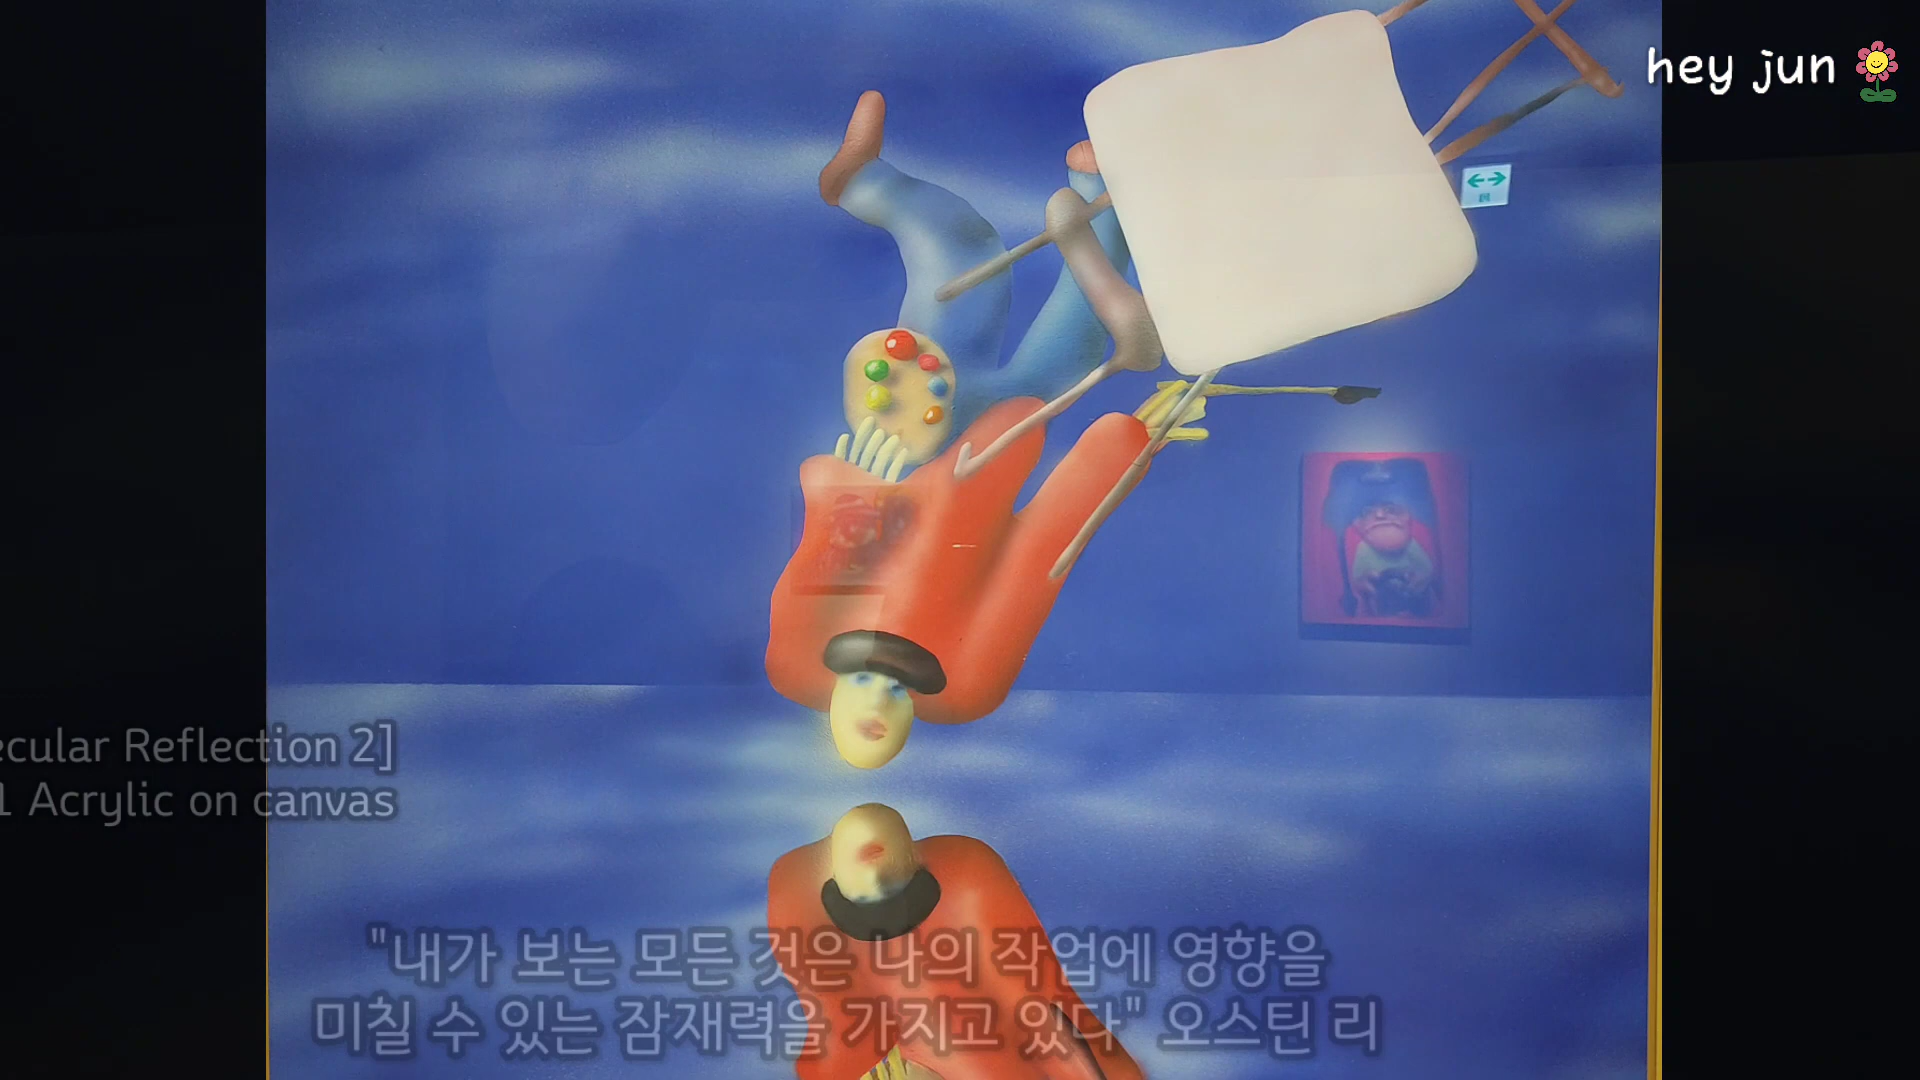 hey jun
ecular Reflection 2]
1 Acrylic on canvas
"내가 보는 모든 것은 나의 작업에 영향을
미칠 수 있는 잠재력을 가지고 있다" 오스틴 리